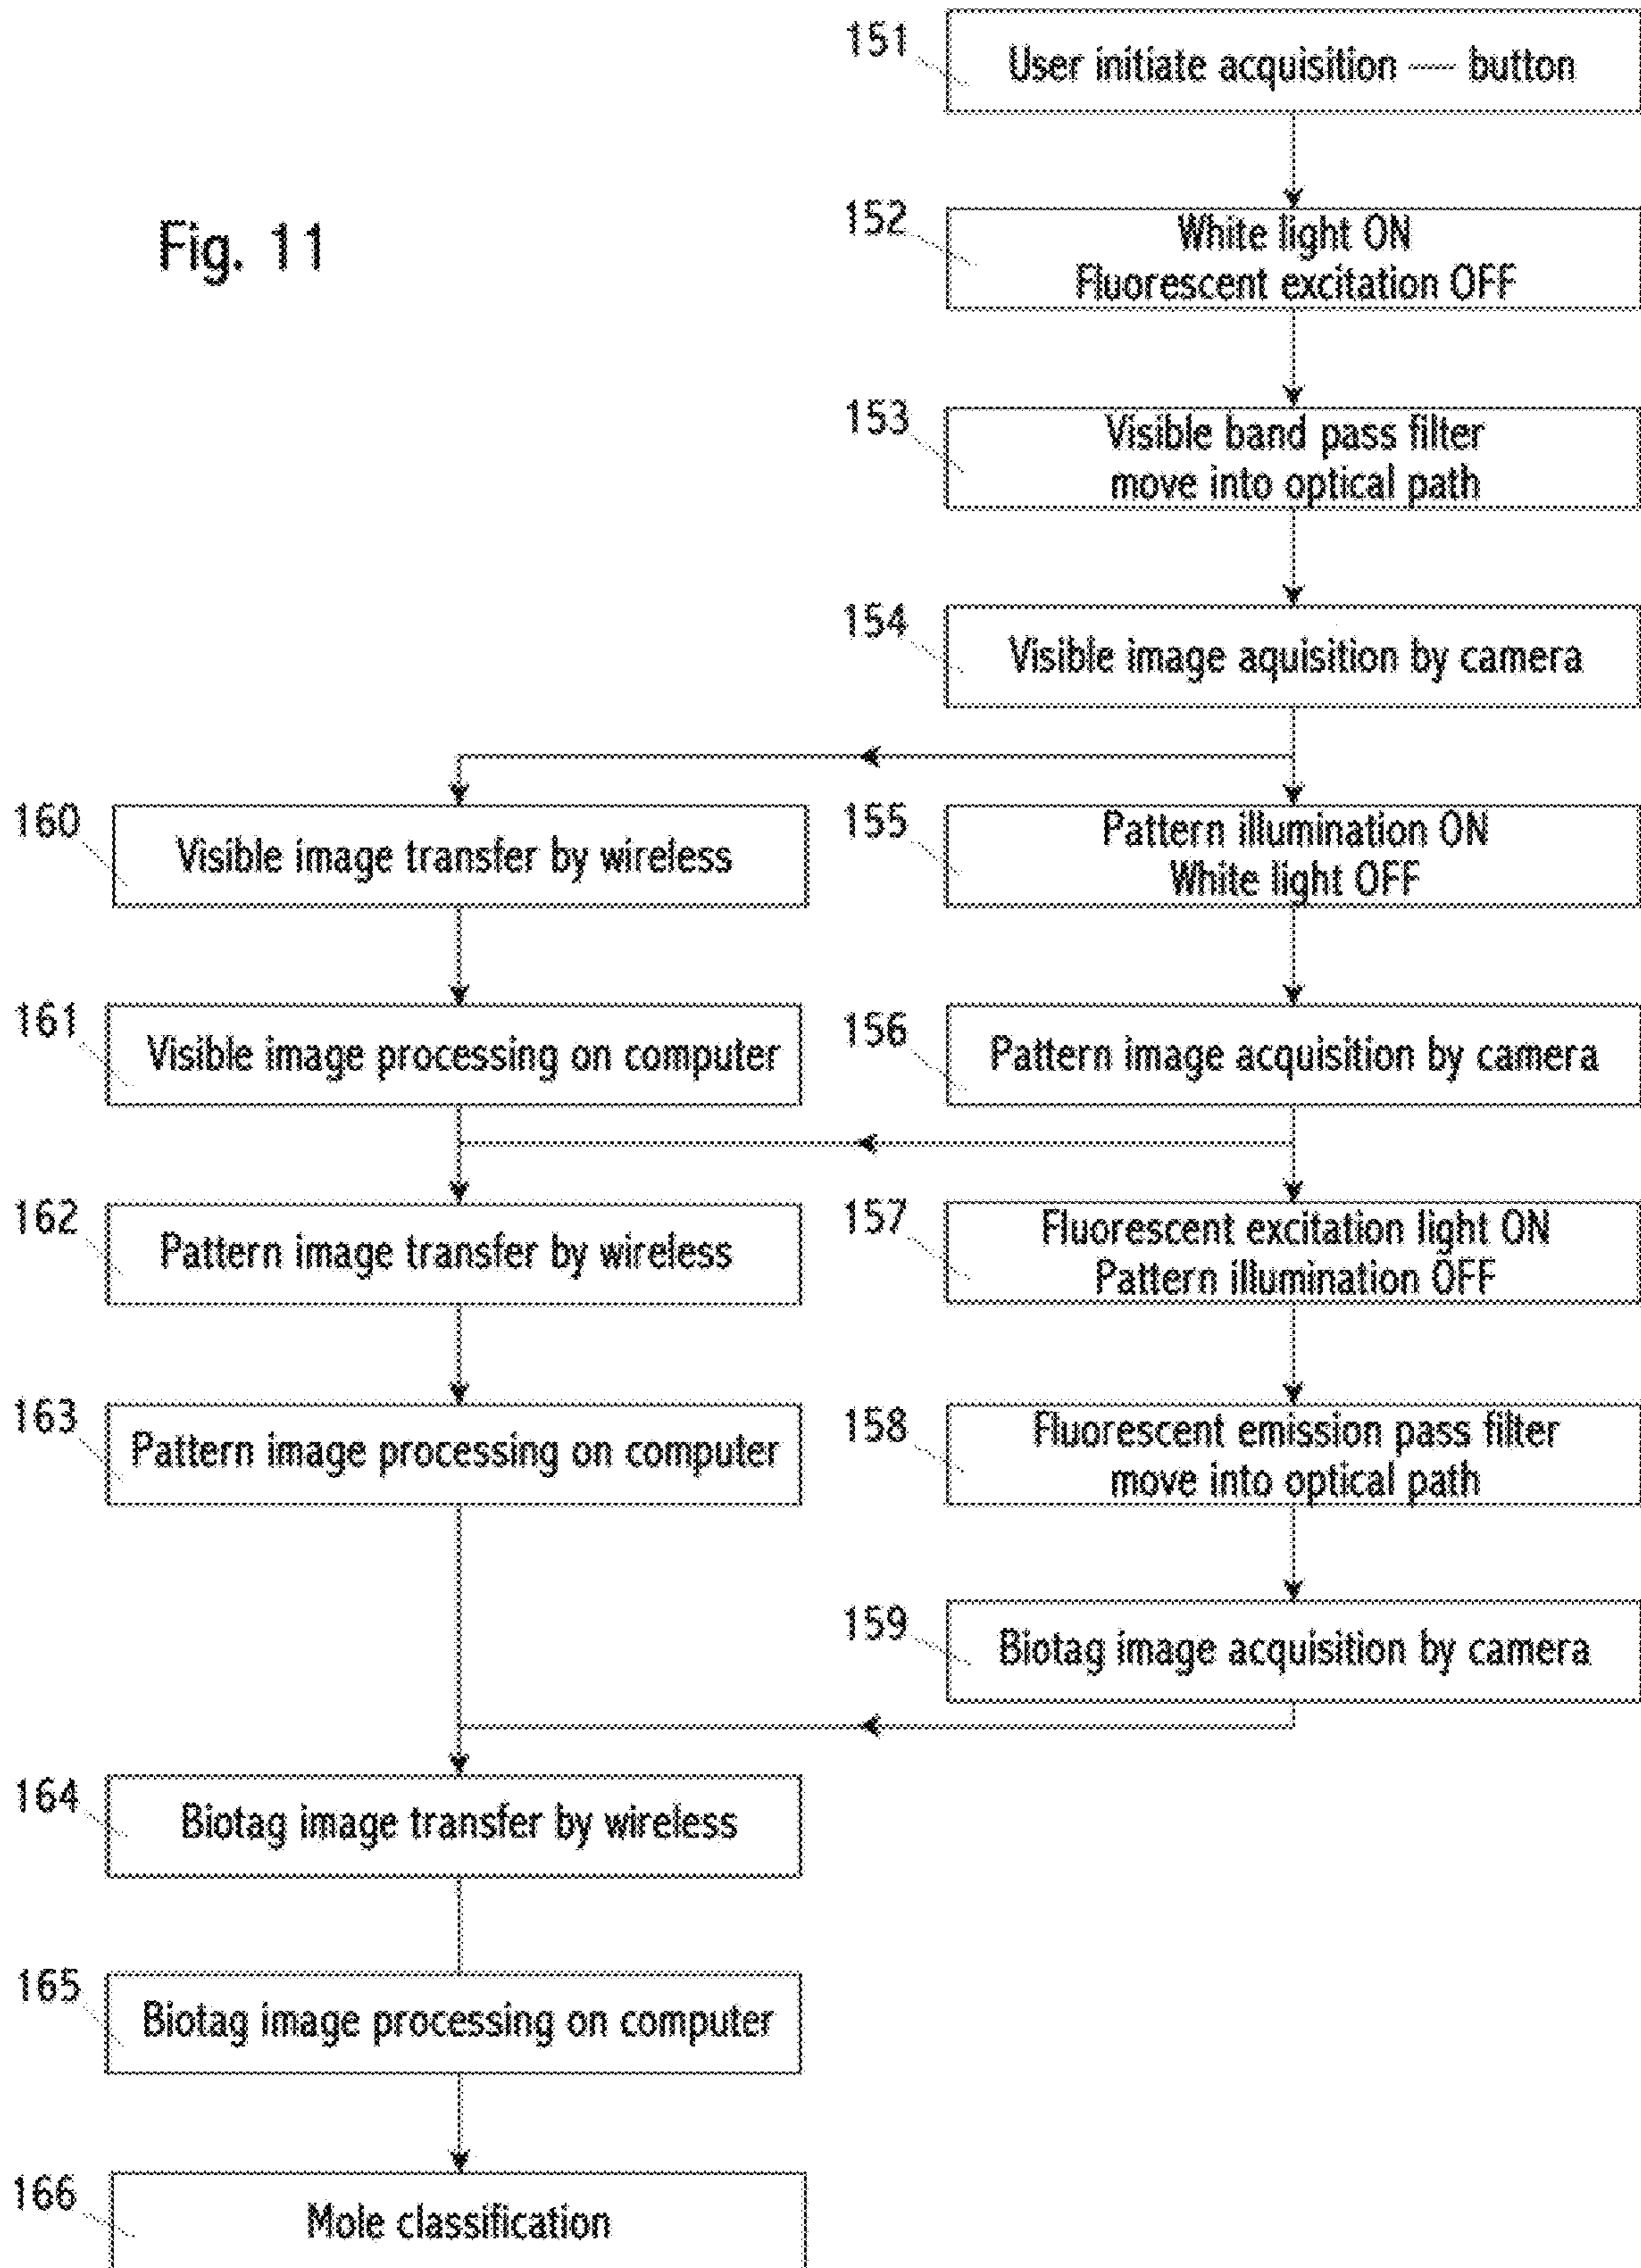 Fig. 11
151
User initiate acquisition — button
152
White light ON
Fluorescent excitation OFF
153
Visible band pass filter
move into optical path
154
Visible image aquisition by camera
160
Visible image transfer by wireless
155
Pattern illumination ON
White light OFF
161
Visible image processing on computer
156
Pattern image acquisition by camera
162
Pattern image transfer by wireless
157
Fluorescent excitation light ON
Pattern illumination OFF
163
Pattern image processing on computer
158
Fluorescent emission pass filter
move into optical path
159
Biotag image acquisition by camera
164
Biotag image transfer by wireless
165
Biotag image processing on computer
166
Mole classification